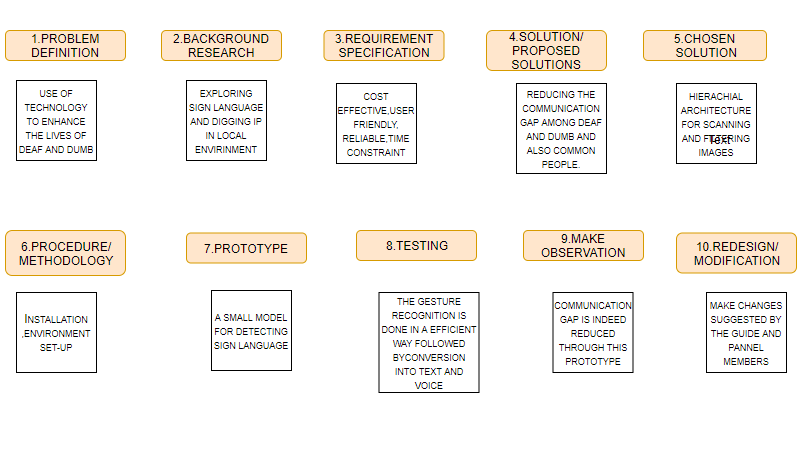 1.PROBLEM
DEFINITION
2.BACKGROUND
RESEARCH
3.REQUIREMENT
SPECIFICATION
4.SOLUTION/
PROPOSED
SOLUTIONS
5.CHOSEN
SOLUTION
USE OF
TECHNOLOGY
TO ENHANCE
THE LIVES OF
DEAF AND DUMB
EXPLORING
SIGN LANGUAGE
AND DIGGING IP
IN LOCAL
ENVIRINMENT
COST
EFFECTIVE,USER
FRIENDLY,
RELIABLE,TIME
CONSTRAINT
REDUCING THE
COMMUNICATION
GAP AMONG DEAF
AND DUMB AND
ALSO COMMON
PEOPLE.
HIERACHIAL
ARCHITECTURE
FOR SCANNING
AND FILTERING
Text
IMAGES
6.PROCEDURE/
METHODOLOGY
7.PROTOTYPE
8.TESTING
9.MAKE
OBSERVATION
10.REDESIGN/
MODIFICATION
INSTALLATION
,ENVIRONMENT
SET-UP
A SMALL MODEL
FOR DETECTING
SIGN LANGUAGE
THE GESTURE
RECOGNITION IS
DONE IN A EFFICIENT
WAY FOLLOWED
BYCONVERSION
INTO TEXT AND
VOICE
COMMUNICATION
GAP IS INDEED
REDUCED
THROUGH THIS
PROTOTYPE
MAKE CHANGES
SUGGESTED BY
THE GUIDE AND
PANNEL
MEMBERS